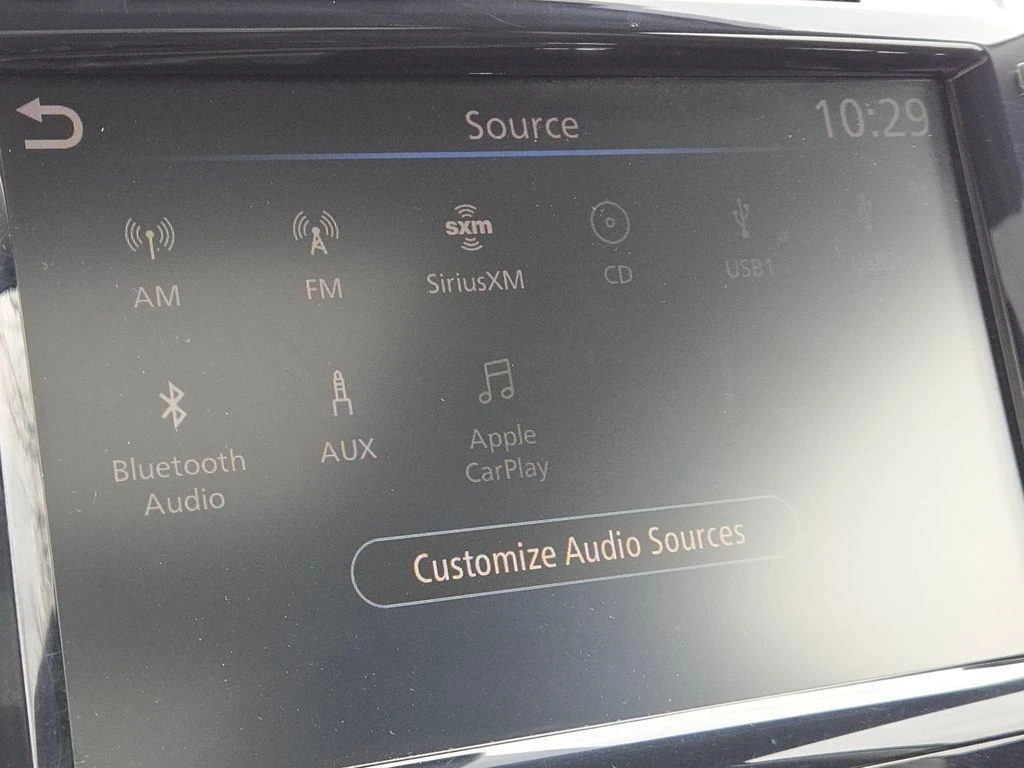 Source
10:29
sxm
AM
FM
SiriusXM
CD
USB1
USB2
Bluetooth
Audio
AUX
Apple
CarPlay
Customize Audio Sources